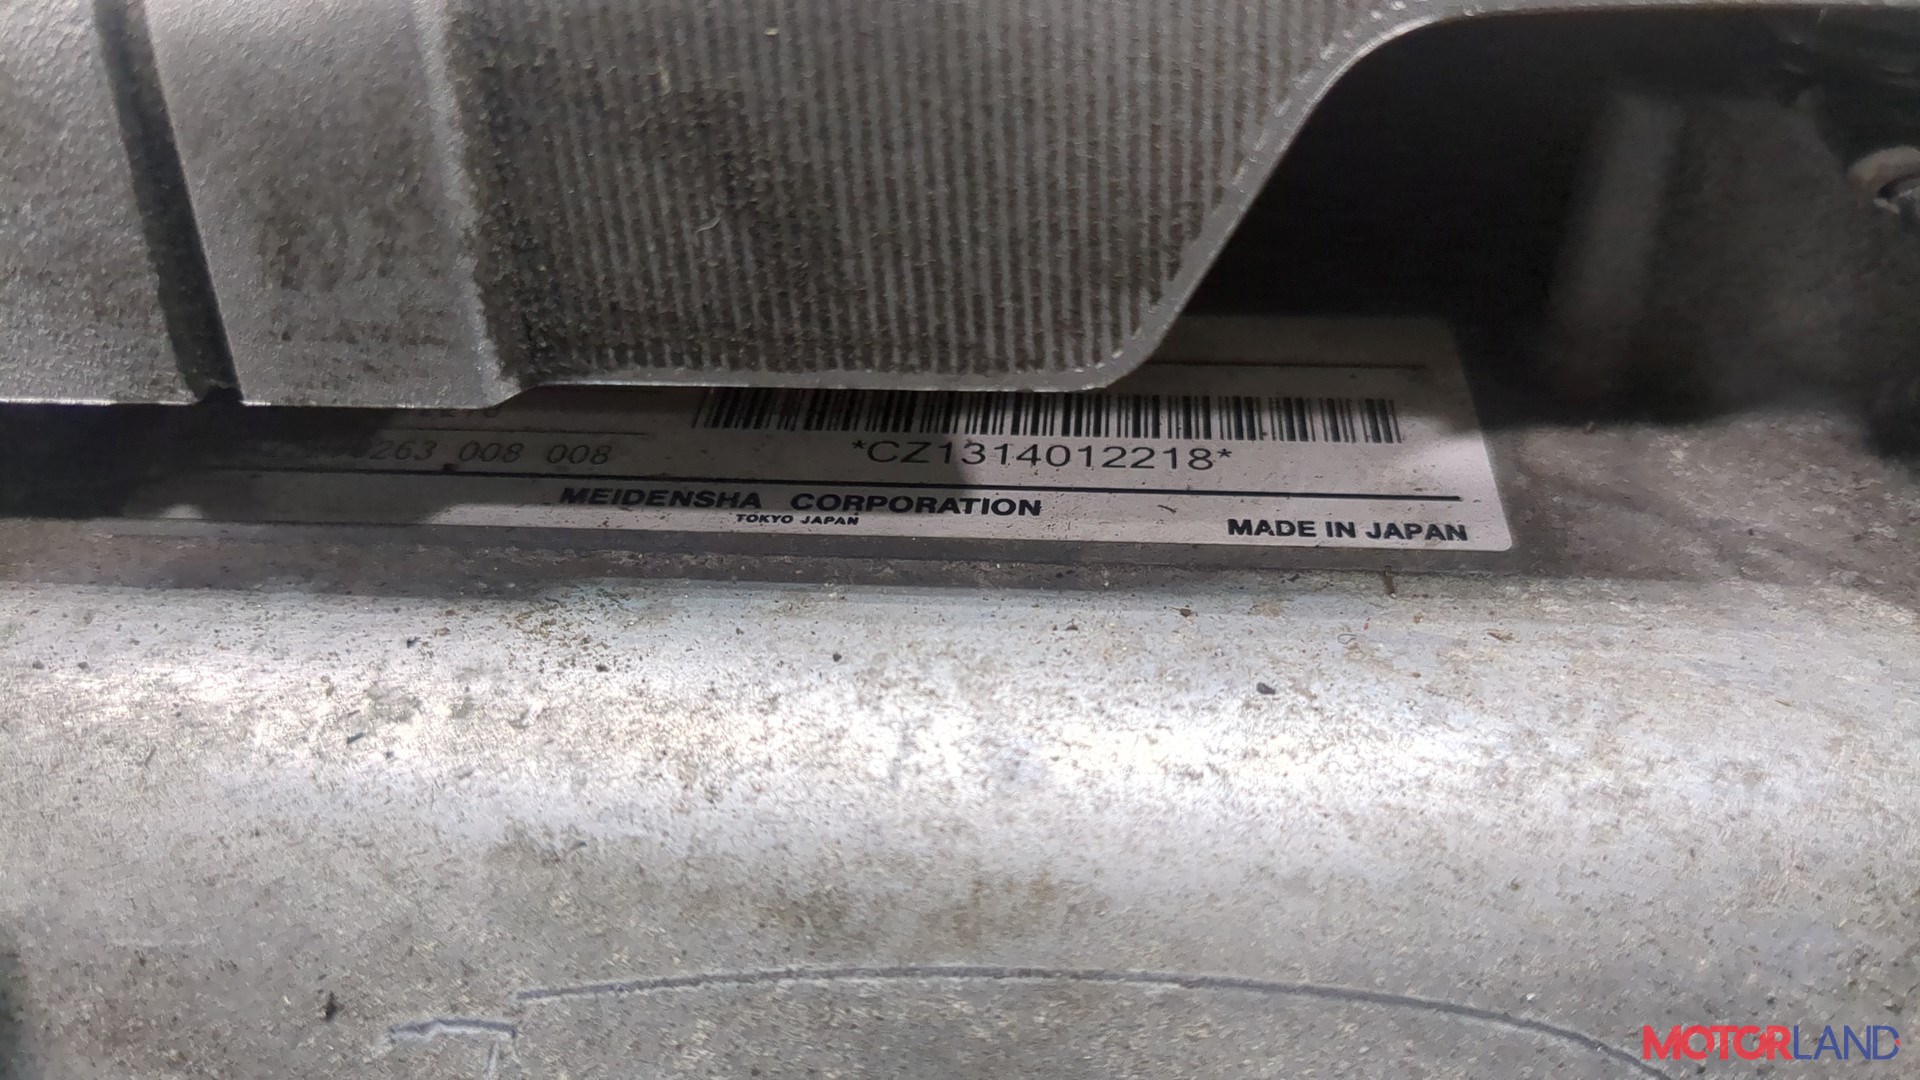 263 008 008
*CZ1314012218*
MEIDENSHA CORPORATION
TOKYO JAPAN
MADE IN JAPAN
MOTORLAND